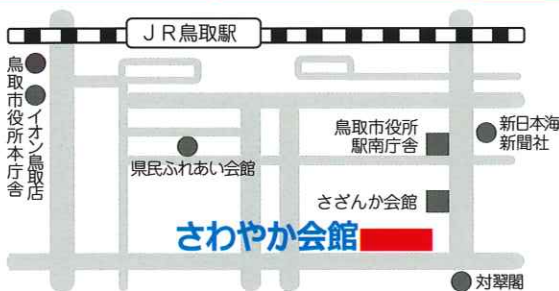 JR鳥取駅
鳥取市役所本庁舎
イオン鳥取店
県民ふれあい会館
鳥取市役所
駅南庁舎
新日本海
新聞社
さざんか会館
さわやか会館
対翠閣